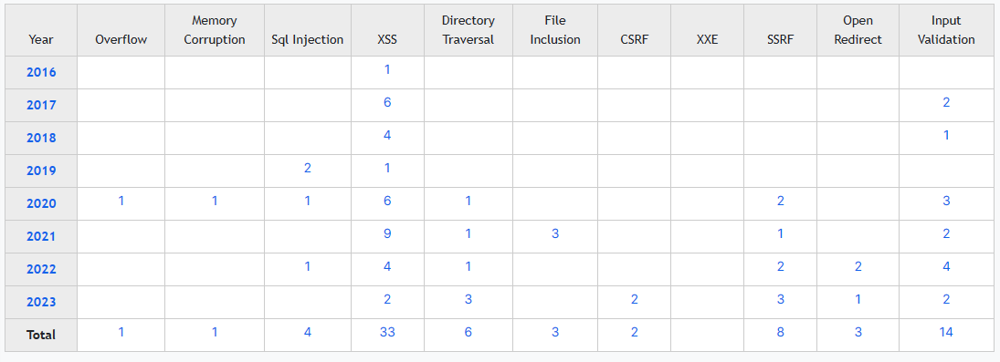 Year Overflow Memory Corruption Sql Injection XSS Directory Traversal File Inclusion CSRF XXE SSRF Open Redirect Input Validation
2016 1
2017 6 2
2018 4 1
2019 2 1
2020 1 1 1 6 1 2 3
2021 9 1 3 1 2
2022 1 4 1 2 2 4
2023 2 3 2 3 1 2
Total 1 1 4 33 6 3 2 8 3 14